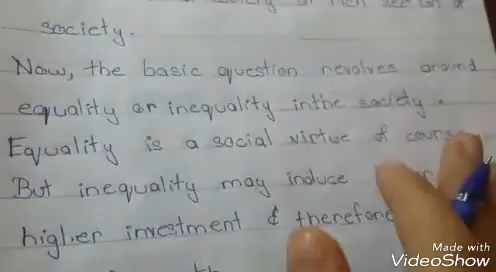 society.
Now, the basic question revolves around
equality or inequality in the society.
Equality is a social virtue of course
But inequality may induce
higher investment & therefore
Made with
VideoShow